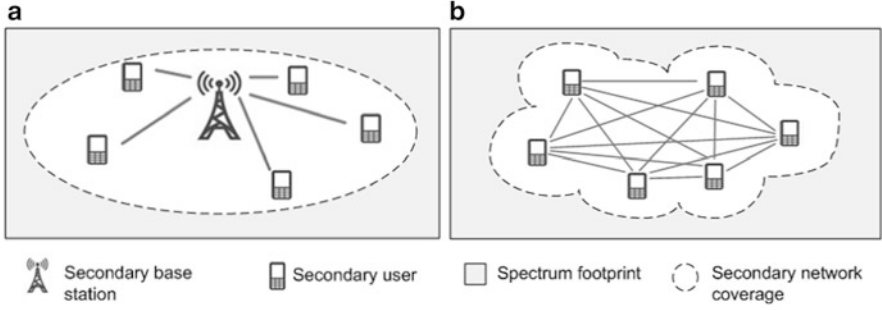 a
b
Secondary base
station
Secondary user
Spectrum footprint
Secondary network
coverage